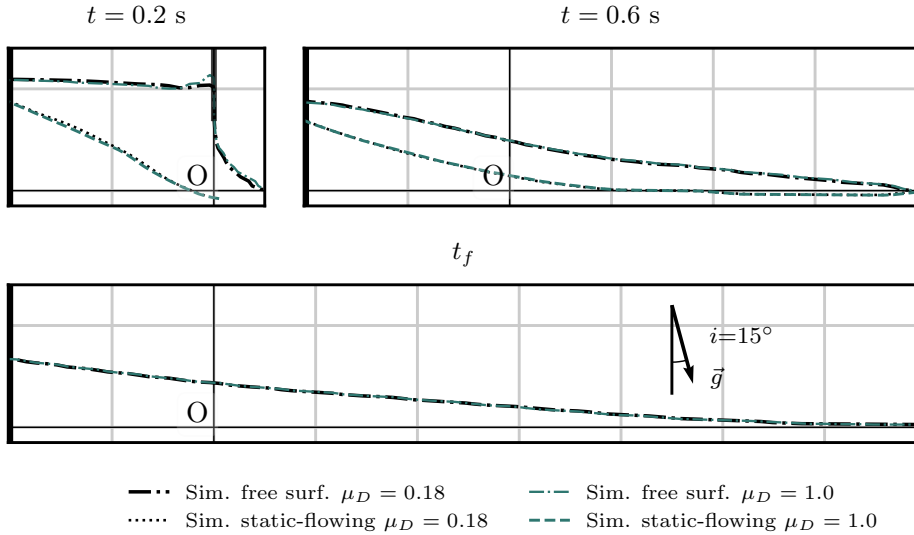 t = 0.2 s
t = 0.6 s
O
O
t_f
i=15°
g⃗
O
Sim. free surf. μ_D = 0.18
Sim. free surf. μ_D = 1.0
Sim. static-flowing μ_D = 0.18
Sim. static-flowing μ_D = 1.0